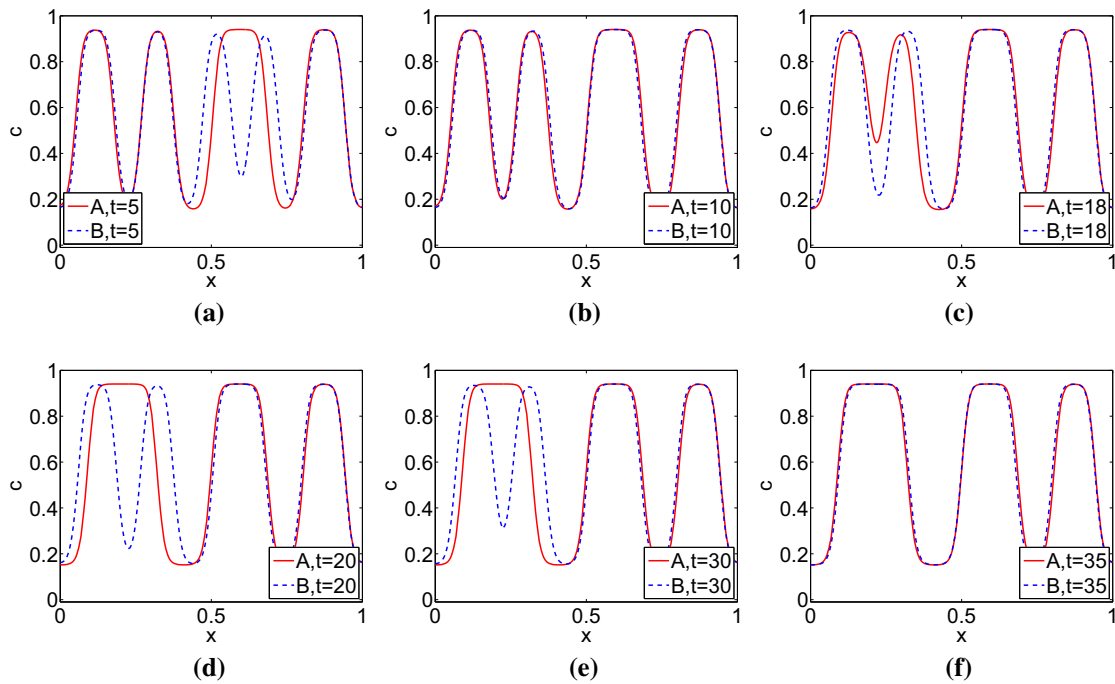 1
0.8
0.6
0.4
0.2
0
c
A,t=5
B,t=5
0
0.5
1
x
(a)
1
0.8
0.6
0.4
0.2
0
c
A,t=10
B,t=10
0
0.5
1
x
(b)
1
0.8
0.6
0.4
0.2
0
c
A,t=18
B,t=18
0
0.5
1
x
(c)
1
0.8
0.6
0.4
0.2
0
c
A,t=20
B,t=20
0
0.5
1
x
(d)
1
0.8
0.6
0.4
0.2
0
c
A,t=30
B,t=30
0
0.5
1
x
(e)
1
0.8
0.6
0.4
0.2
0
c
A,t=35
B,t=35
0
0.5
1
x
(f)